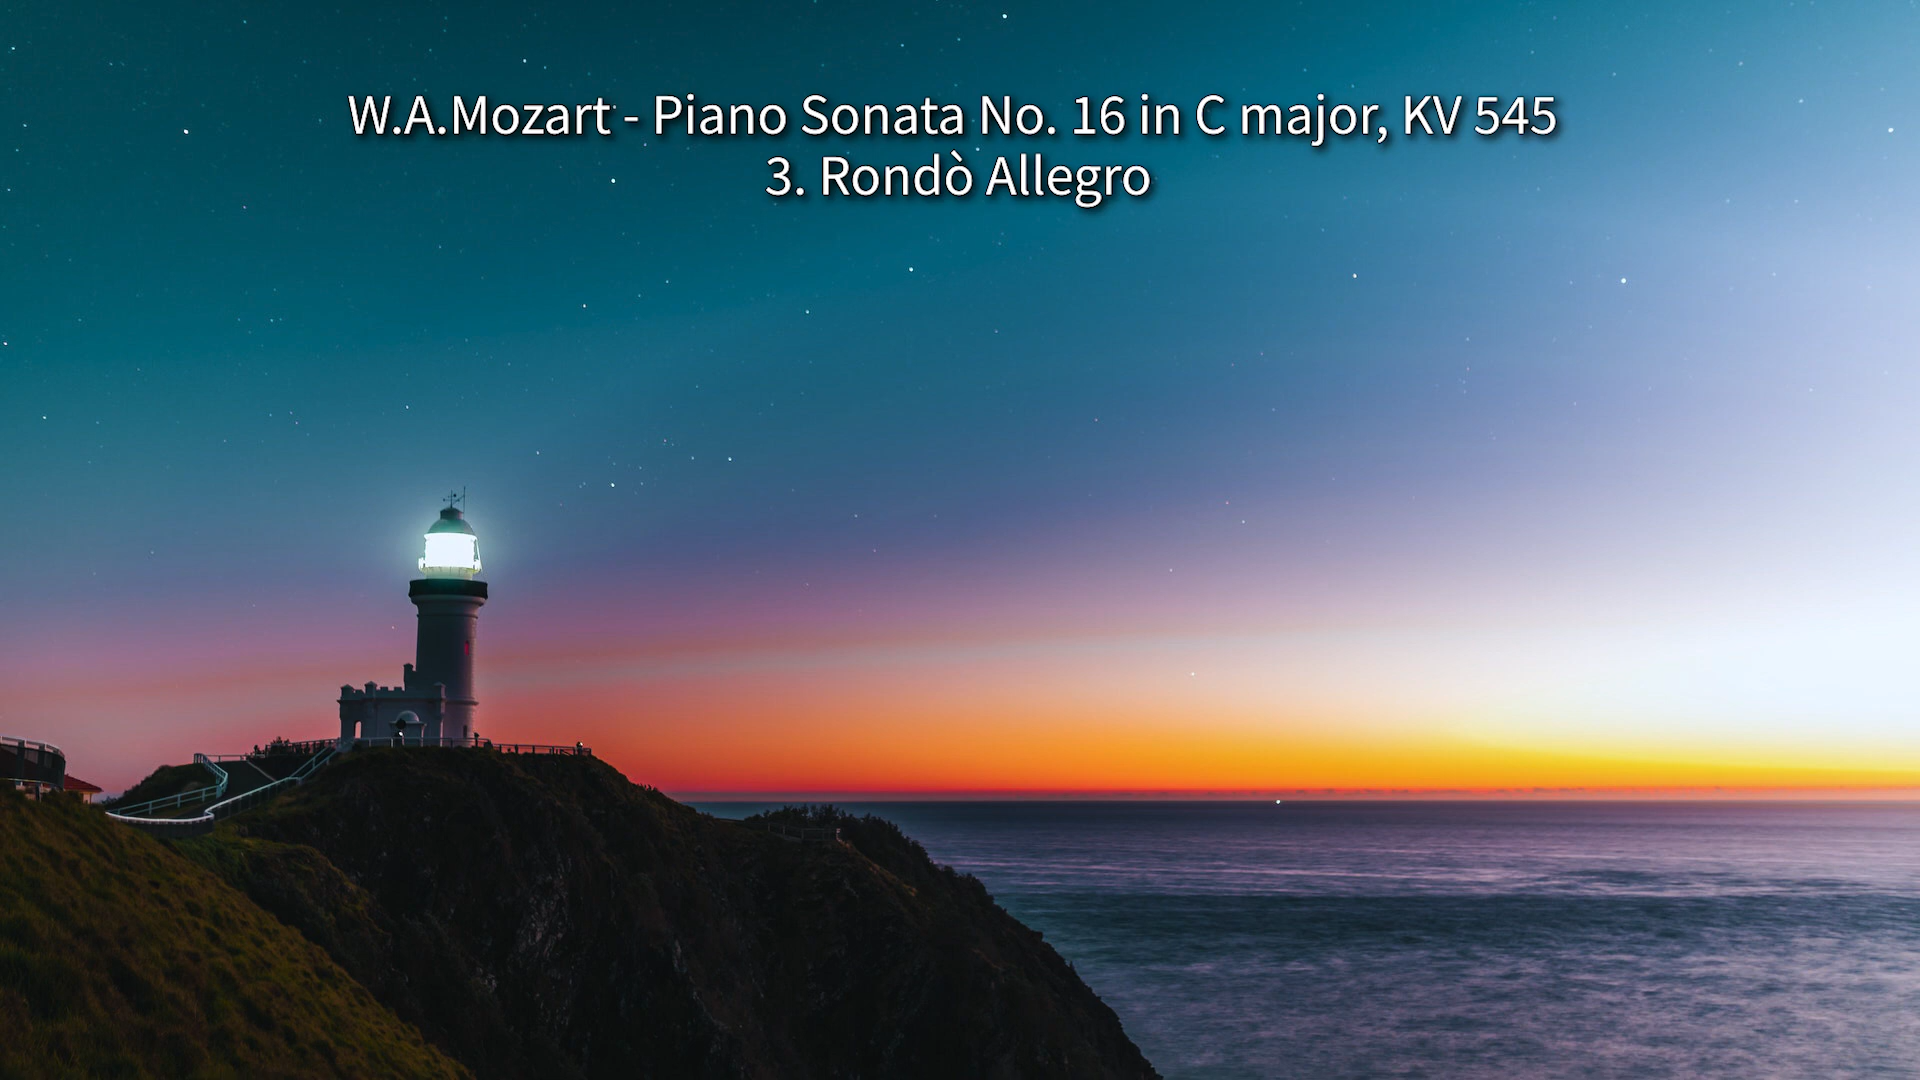 W.A.Mozart - Piano Sonata No. 16 in C major, KV 545
3. Rondò Allegro